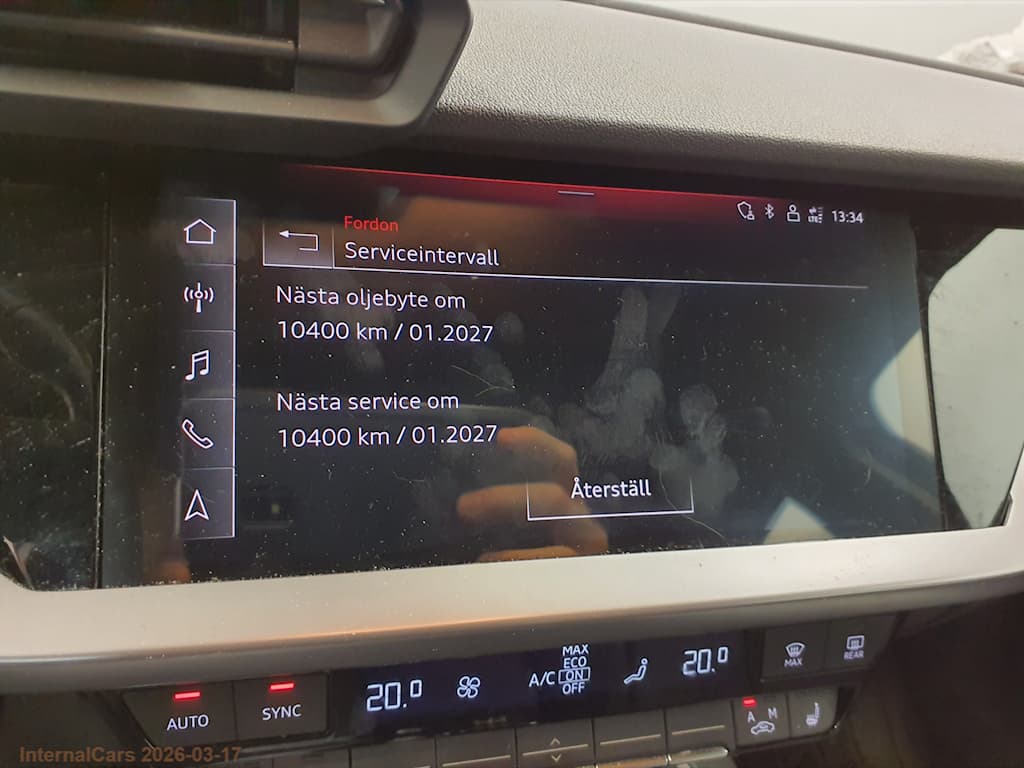 13:34
Fordon
Serviceintervall
Nästa oljebyte om
10400 km / 01.2027
Nästa service om
10400 km / 01.2027
Återställ
20.0
A/C
MAX
ECO
ON
OFF
20.0
MAX
REAR
AUTO
SYNC
A M
InternalCars 2026-03-17